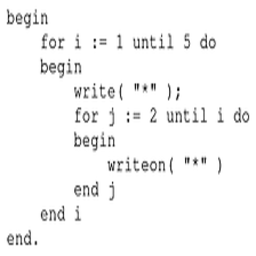 begin
    for i := 1 until 5 do
    begin
        write( "*" );
        for j := 2 until i do
        begin
            writeon( "*" )
        end j
    end i
end.